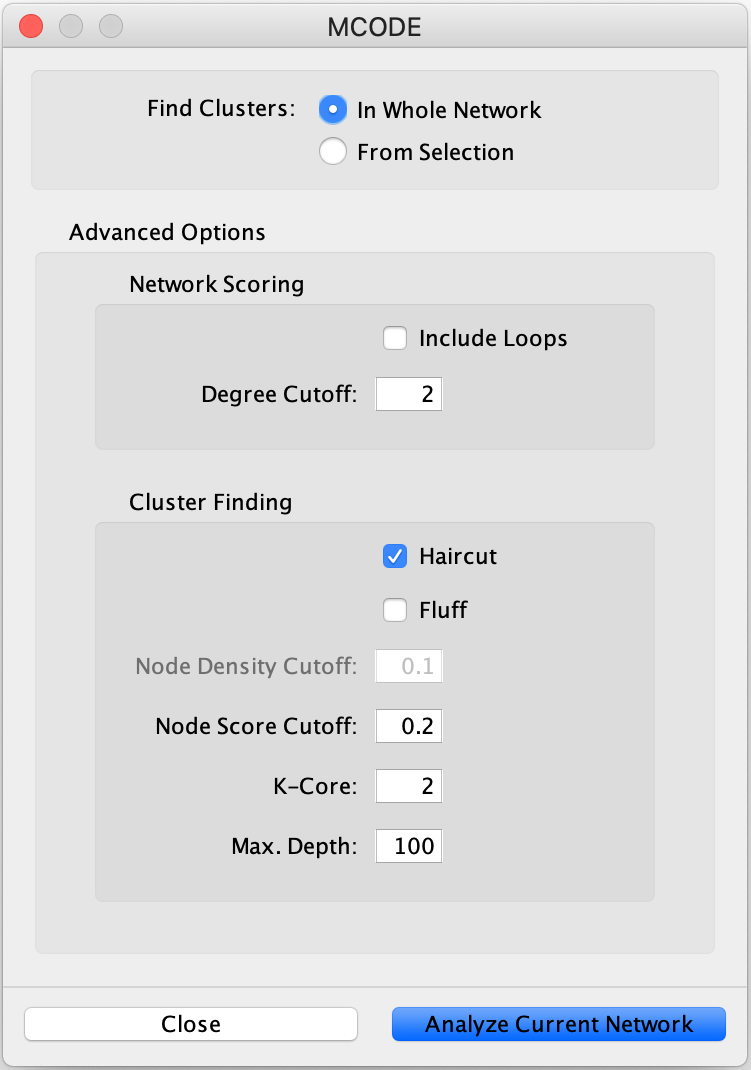 MCODE
Find Clusters:
In Whole Network
From Selection
Advanced Options
Network Scoring
Include Loops
Degree Cutoff: 2
Cluster Finding
Haircut
Fluff
Node Density Cutoff: 0.1
Node Score Cutoff: 0.2
K-Core: 2
Max. Depth: 100
Close
Analyze Current Network